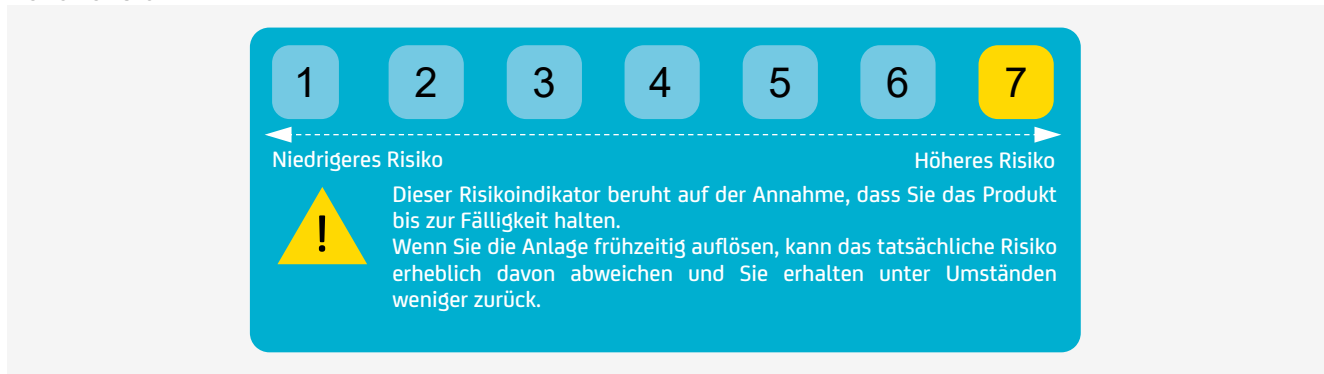 1 2 3 4 5 6 7
Niedrigeres Risiko Höheres Risiko
!
Dieser Risikoindikator beruht auf der Annahme, dass Sie das Produkt
bis zur Fälligkeit halten.
Wenn Sie die Anlage frühzeitig auflösen, kann das tatsächliche Risiko
erheblich davon abweichen und Sie erhalten unter Umständen
weniger zurück.